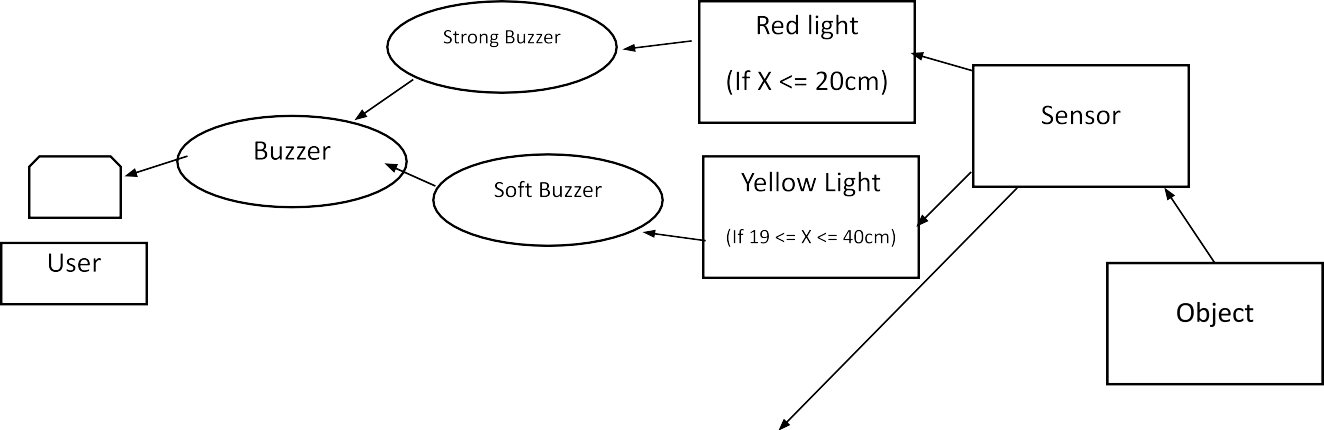 Strong Buzzer
Red light
(If X <= 20cm)
Sensor
Buzzer
Soft Buzzer
Yellow Light
(If 19 <= X <= 40cm)
User
Object